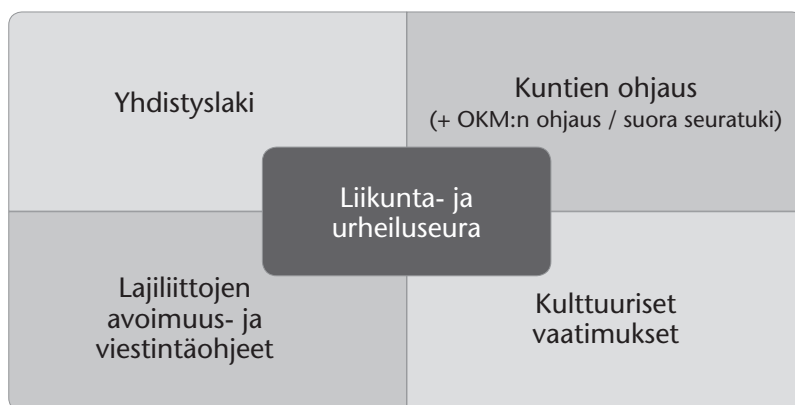 Yhdistyslaki
Kuntien ohjaus
(+ OKM:n ohjaus / suora seuratuki)
Liikunta- ja
urheiluseura
Lajiliittojen
avoimuus- ja
viestintäohjeet
Kulttuuriset
vaatimukset